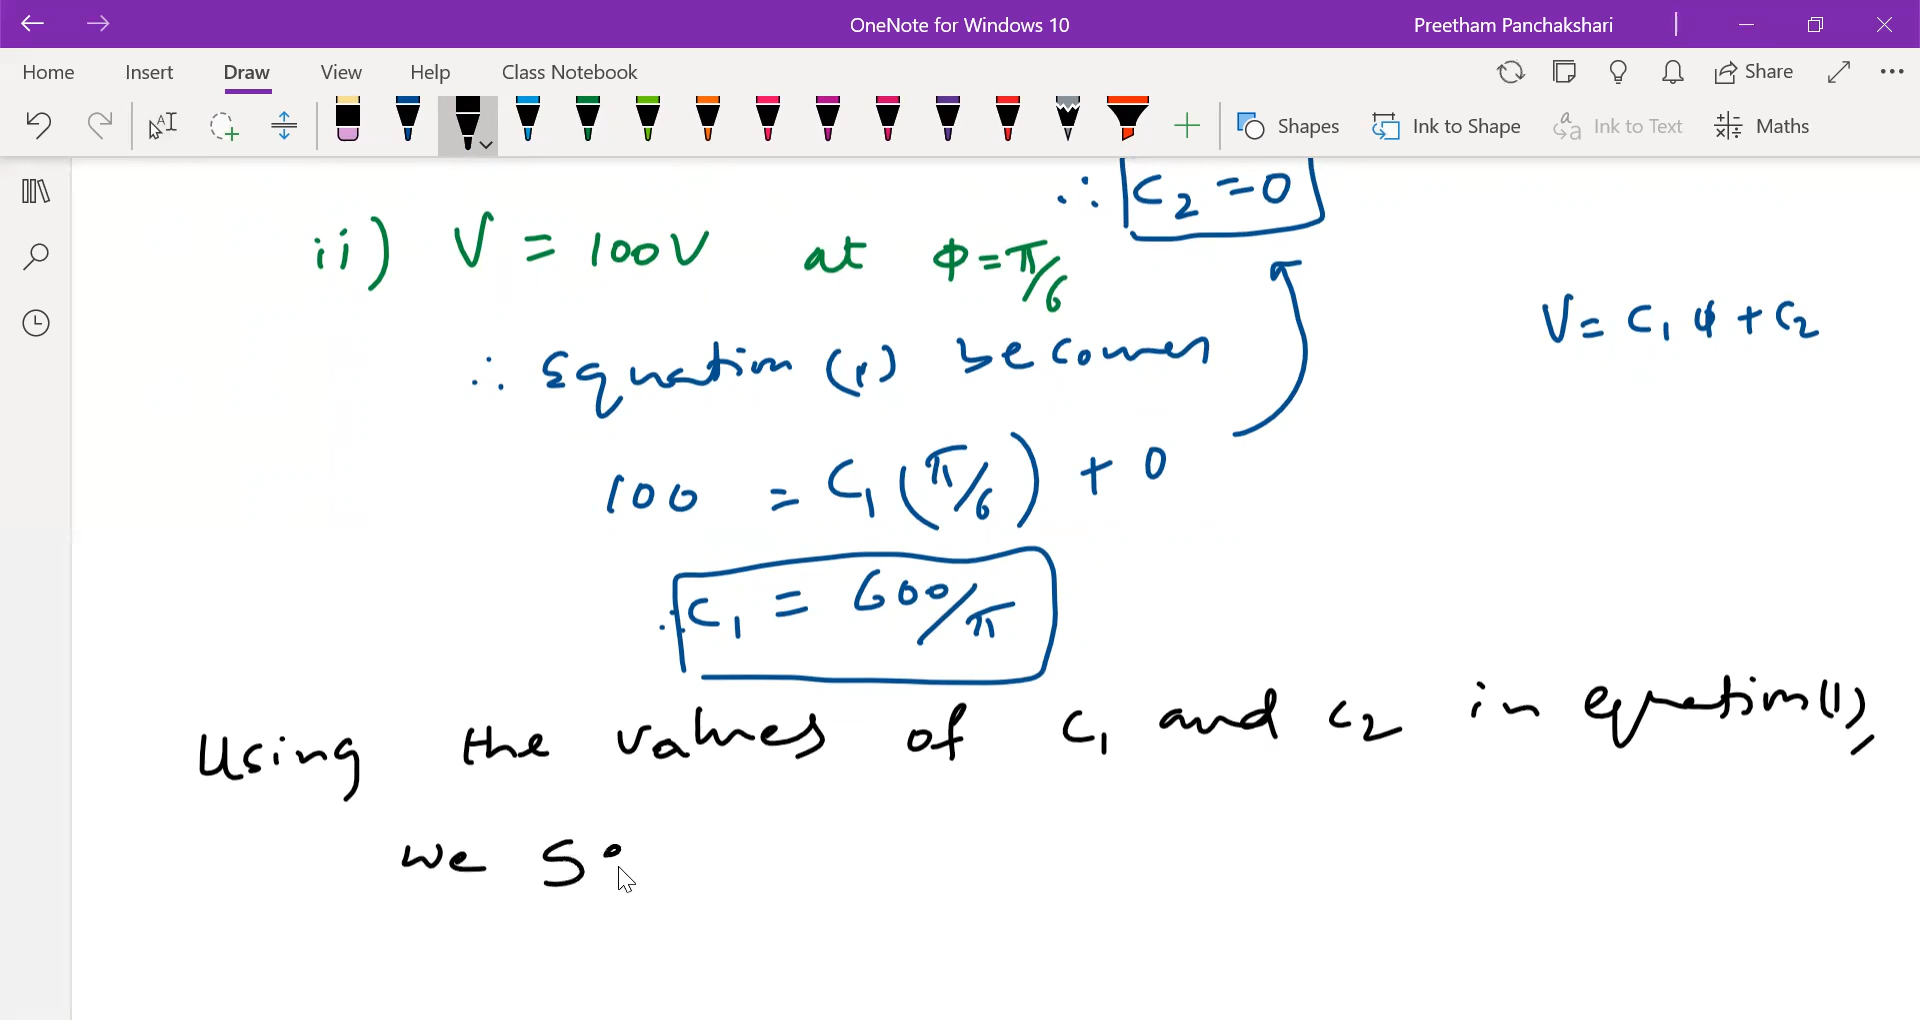 OneNote for Windows 10
Preetham Panchakshari
Home Insert Draw View Help Class Notebook
Share
Shapes Ink to Shape Ink to Text Maths
∴ C₂ = 0
ii) V = 100V at Φ = π/6
V = C₁ φ + C₂
∴ Equation (1) becomes
100 = C₁ (π/6) + 0
∴ C₁ = 600/π
Using the values of C₁ and C₂ in equation (1),
we